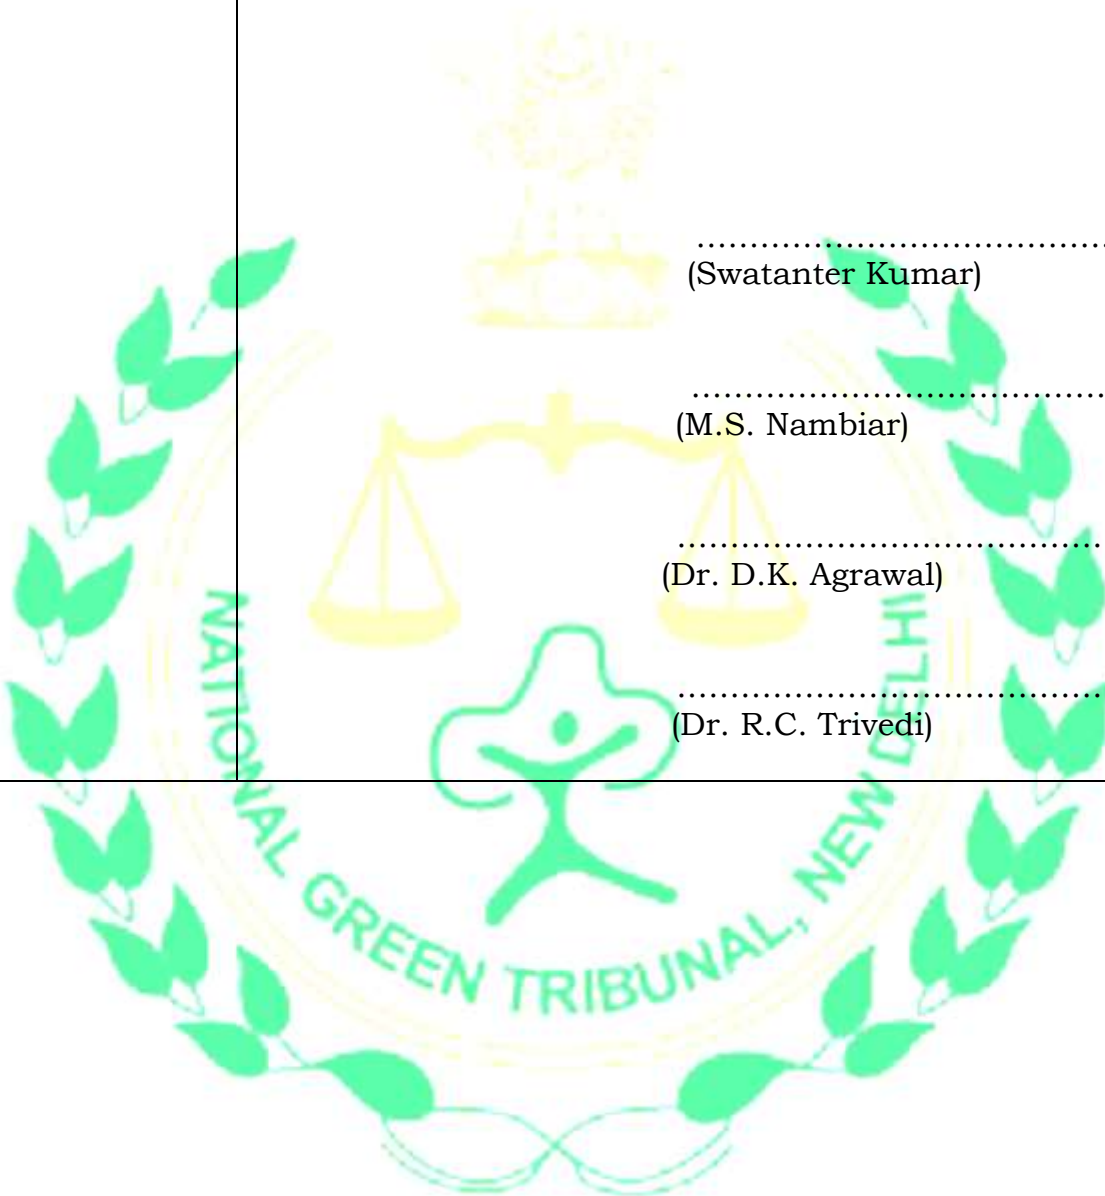 ……………………………………
(Swatanter Kumar)
……………………………………
(M.S. Nambiar)
……………………………………
(Dr. D.K. Agrawal)
……………………………………
(Dr. R.C. Trivedi)
NATIONAL GREEN TRIBUNAL, NEW DELHI